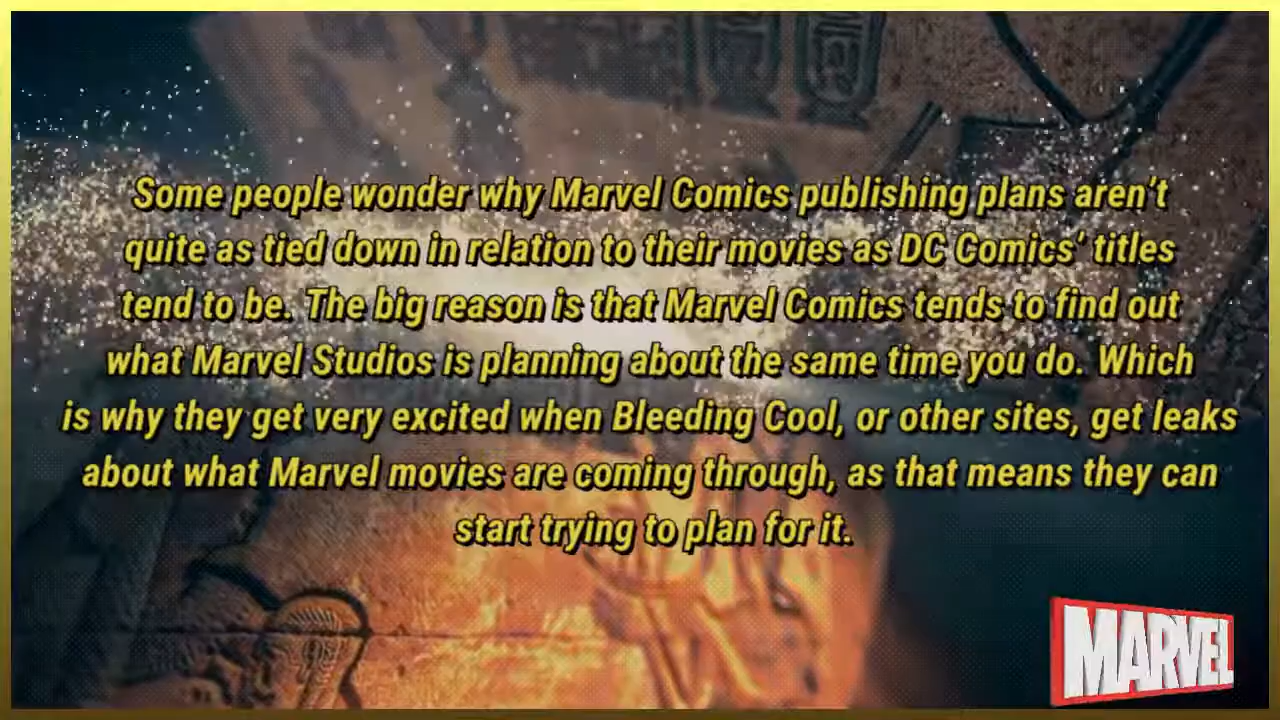 Some people wonder why Marvel Comics publishing plans aren’t
quite as tied down in relation to their movies as DC Comics’ titles
tend to be. The big reason is that Marvel Comics tends to find out
what Marvel Studios is planning about the same time you do. Which
is why they get very excited when Bleeding Cool, or other sites, get leaks
about what Marvel movies are coming through, as that means they can
start trying to plan for it.
MARVEL